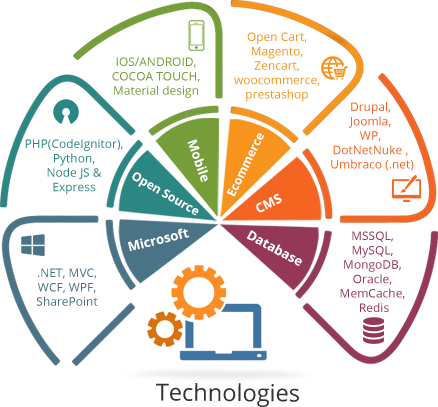 IOS/ANDROID,
COCOA TOUCH,
Material design
Open Cart,
Magento,
Zencart,
woocommerce,
prestashop
PHP(CodeIgnitor),
Python,
Node JS &
Express
Drupal,
Joomla,
WP,
DotNetNuke ,
Umbraco (.net)
.NET, MVC,
WCF, WPF,
SharePoint
MSSQL,
MySQL,
MongoDB,
Oracle,
MemCache,
Redis
Microsoft
Open Source
Mobile
Ecommerce
CMS
Database
Technologies